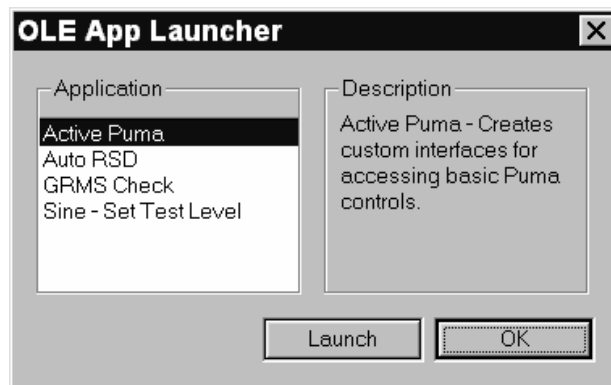 OLE App Launcher
Application
Active Puma
Auto RSD
GRMS Check
Sine - Set Test Level
Description
Active Puma - Creates
custom interfaces for
accessing basic Puma
controls.
Launch
OK